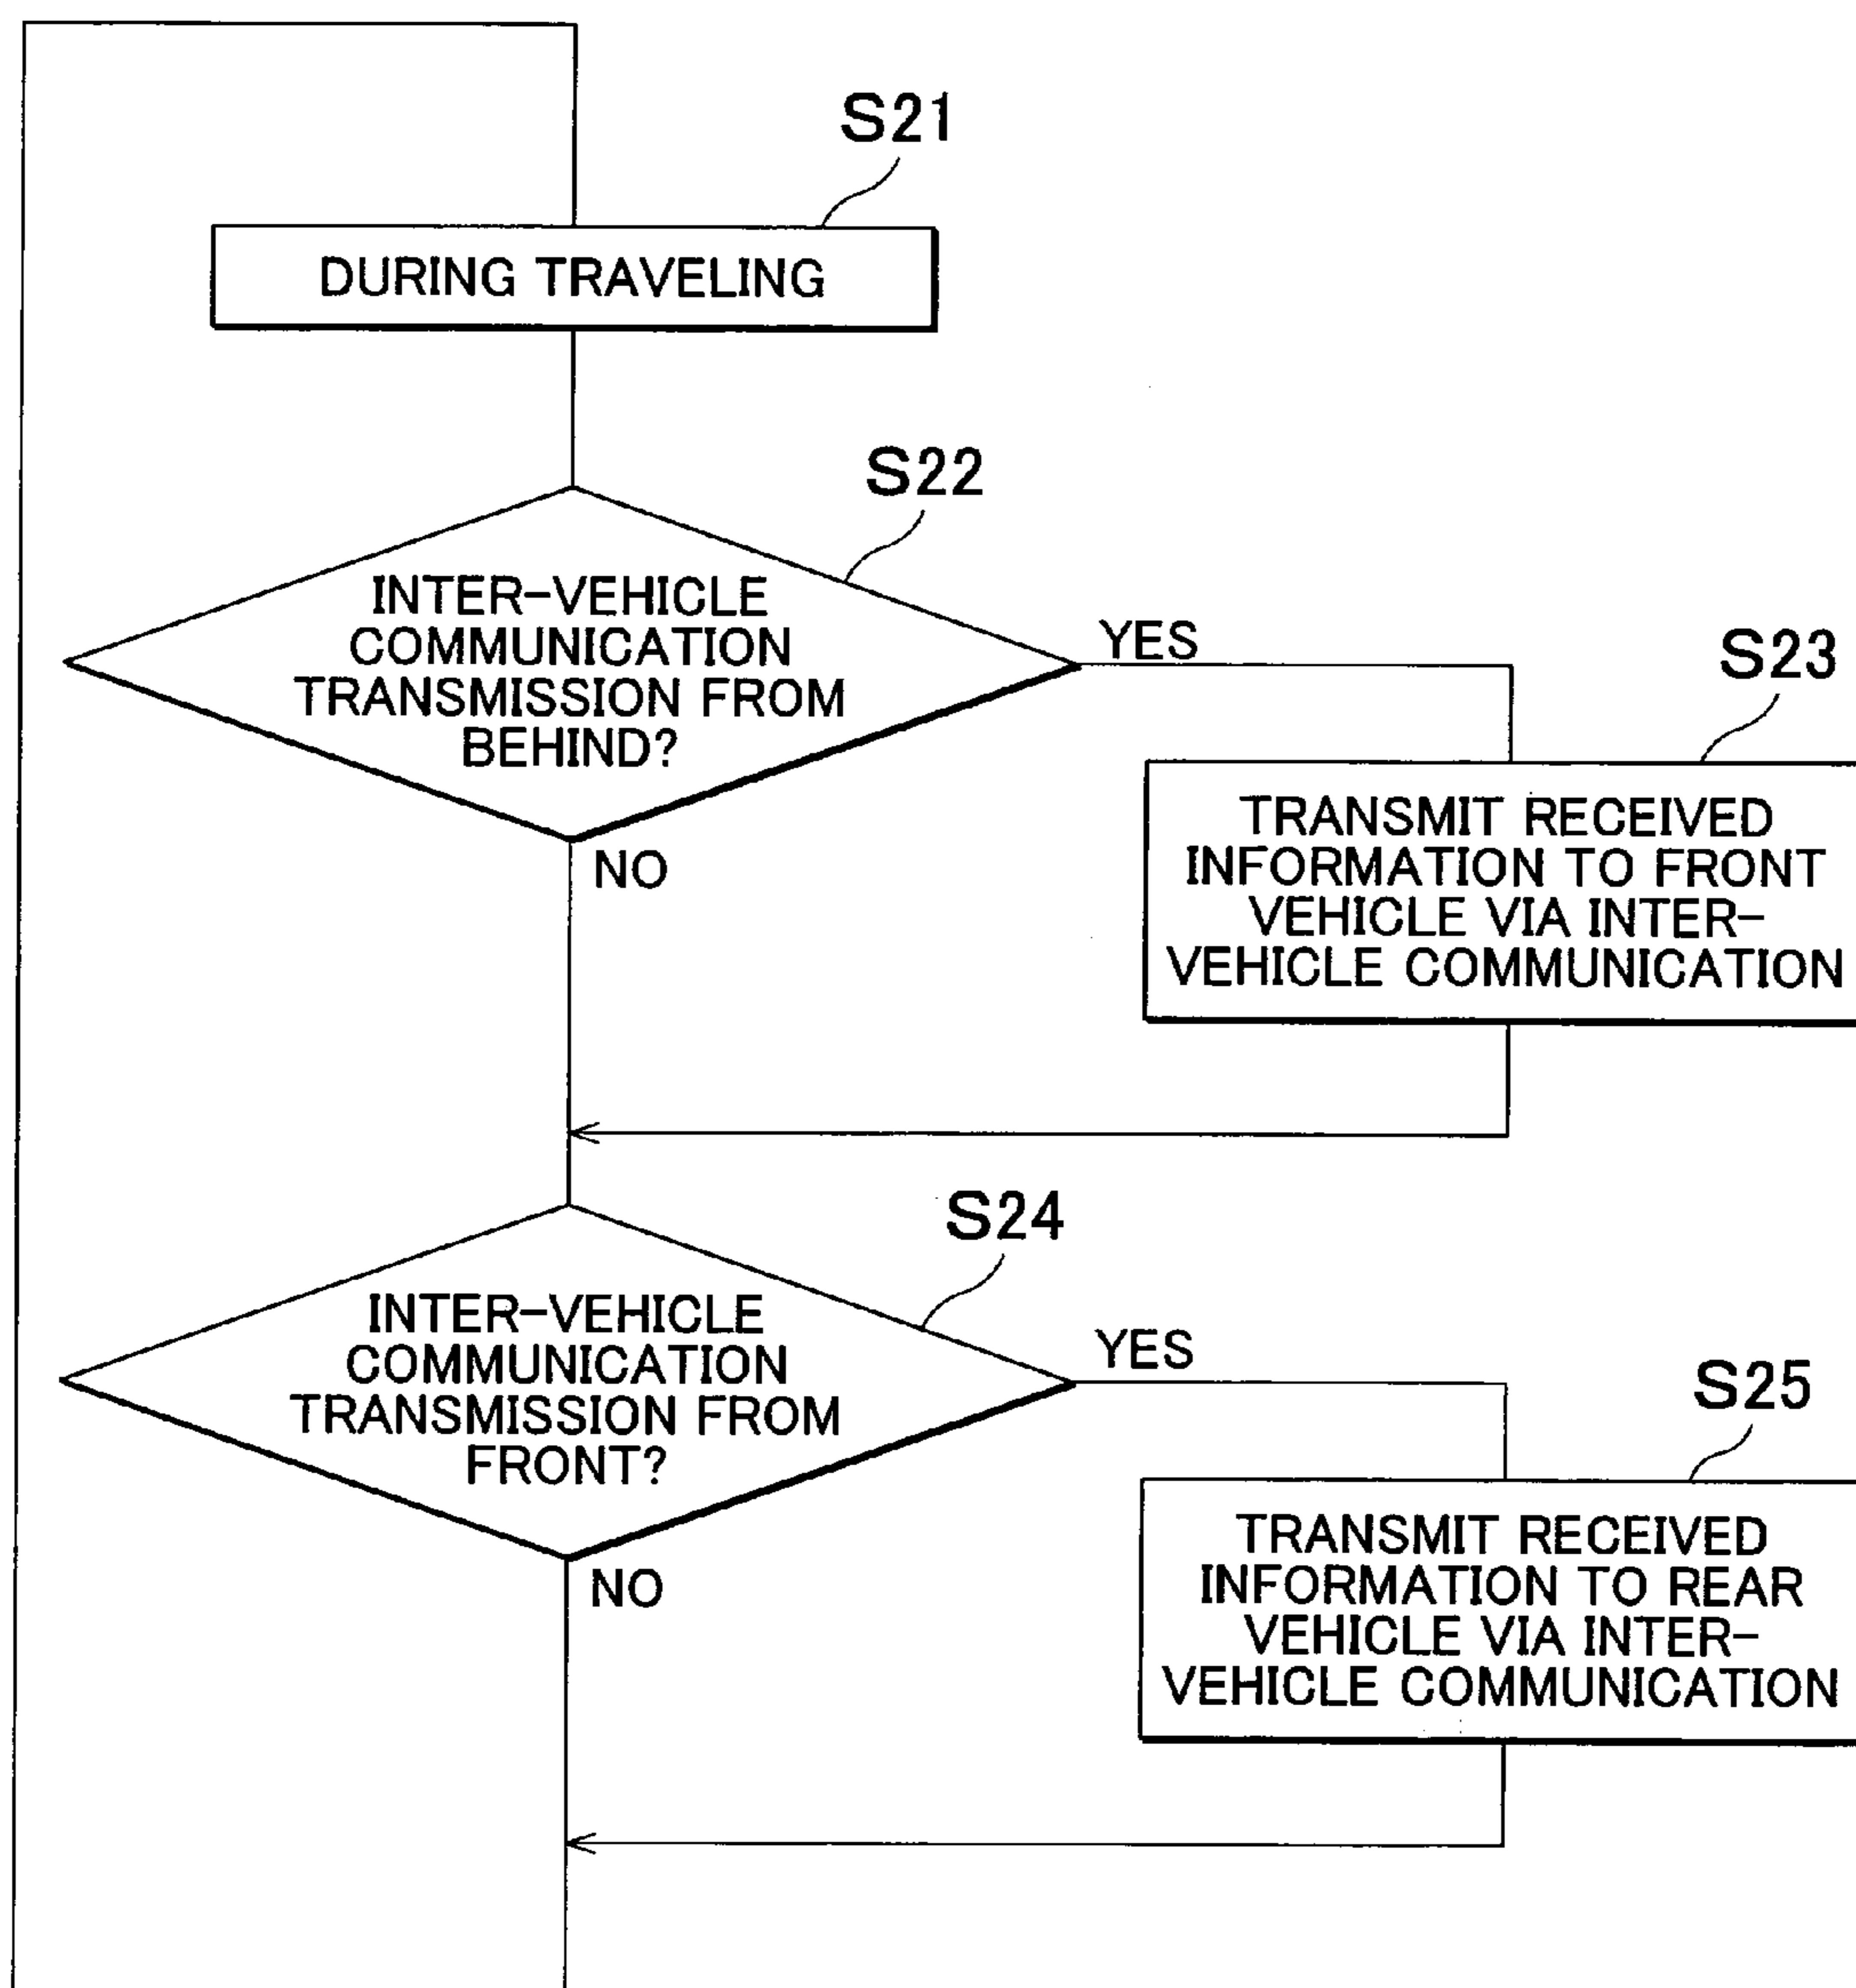 S21
DURING TRAVELING
S22
INTER-VEHICLE
COMMUNICATION
TRANSMISSION FROM
BEHIND?
YES
NO
S23
TRANSMIT RECEIVED
INFORMATION TO FRONT
VEHICLE VIA INTER-
VEHICLE COMMUNICATION
S24
INTER-VEHICLE
COMMUNICATION
TRANSMISSION FROM
FRONT?
YES
NO
S25
TRANSMIT RECEIVED
INFORMATION TO REAR
VEHICLE VIA INTER-
VEHICLE COMMUNICATION